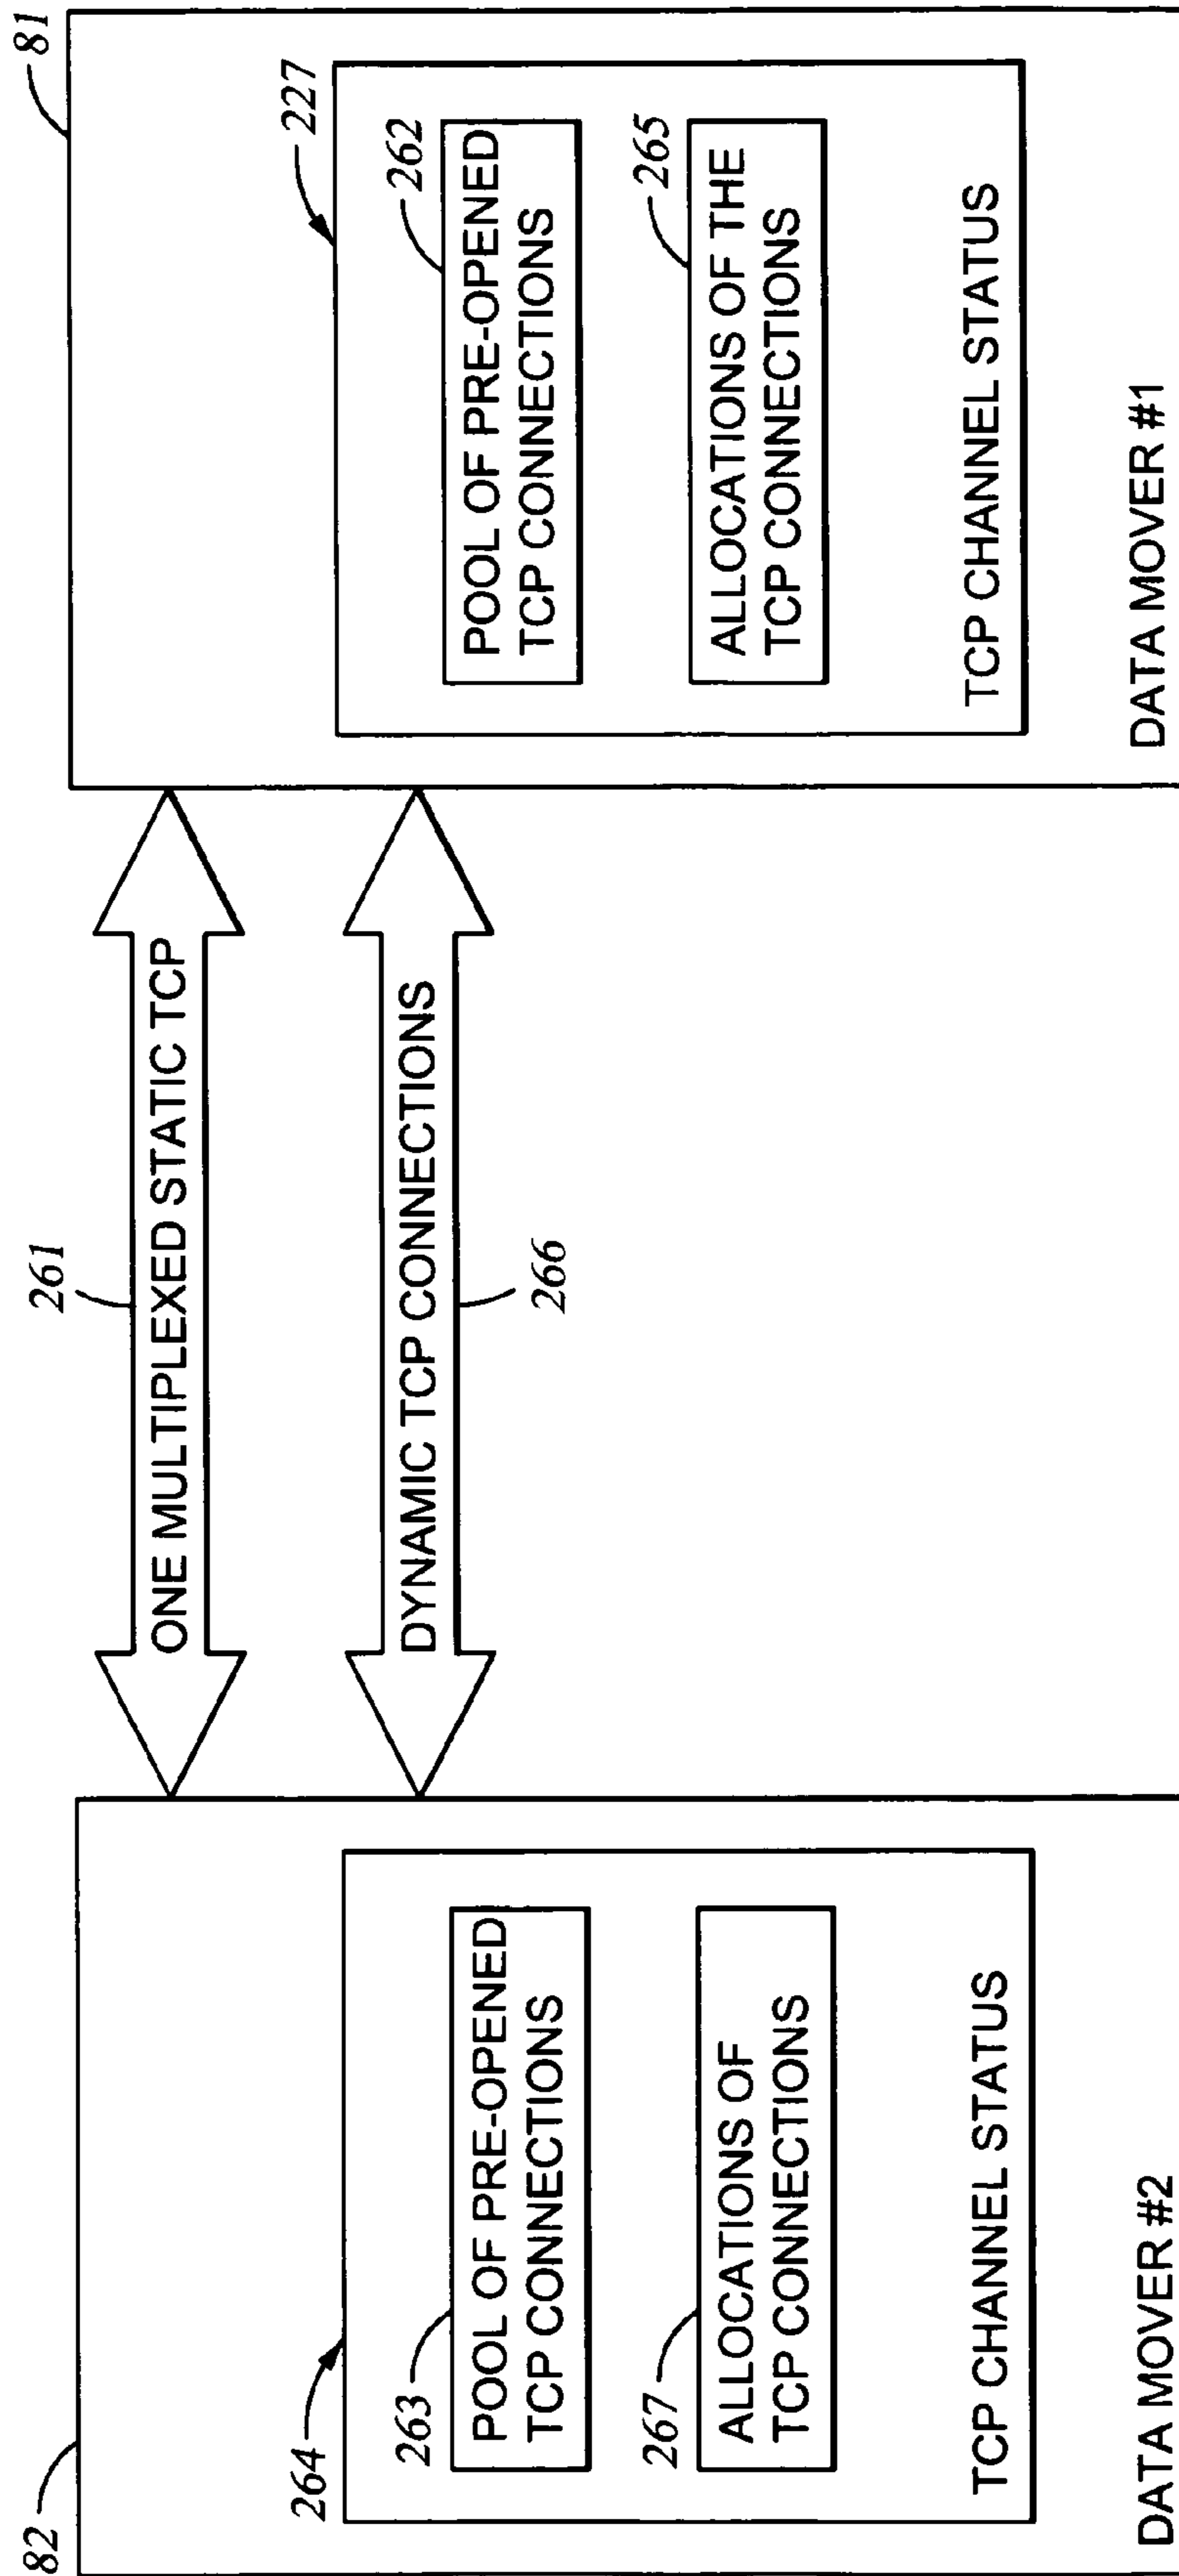 82
264
263
POOL OF PRE-OPENED
TCP CONNECTIONS
267
ALLOCATIONS OF
TCP CONNECTIONS
TCP CHANNEL STATUS
DATA MOVER #2
261
ONE MULTIPLEXED STATIC TCP
DYNAMIC TCP CONNECTIONS
266
81
227
262
POOL OF PRE-OPENED
TCP CONNECTIONS
265
ALLOCATIONS OF THE
TCP CONNECTIONS
TCP CHANNEL STATUS
DATA MOVER #1